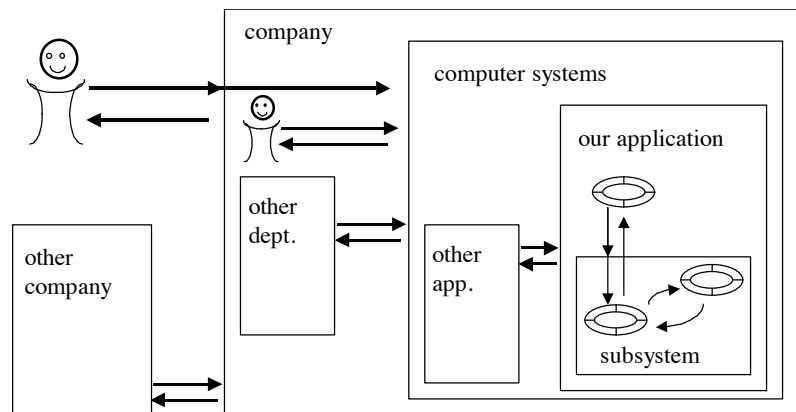 company
computer systems
our application
other
dept.
other
company
other
app.
subsystem